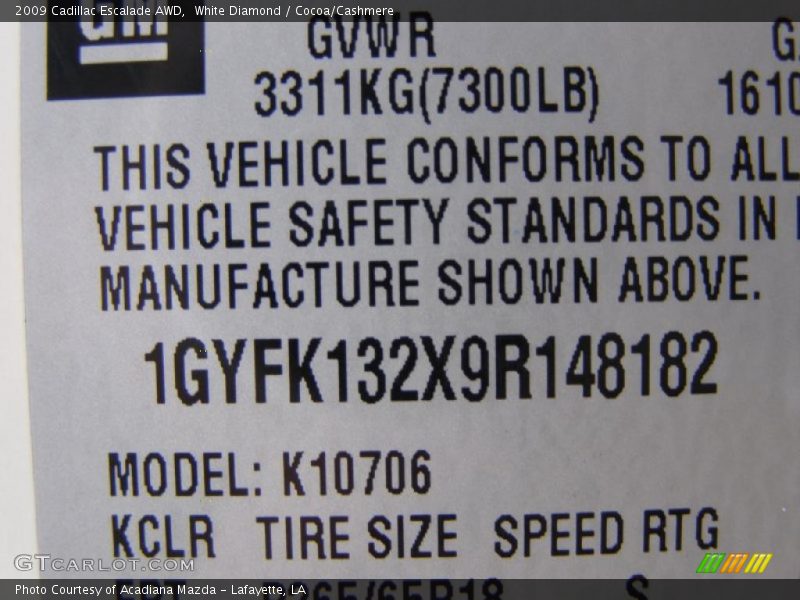 2009 Cadillac Escalade AWD, White Diamond / Cocoa/Cashmere
GM
GVWR
3311KG(7300LB)
THIS VEHICLE CONFORMS TO ALL
VEHICLE SAFETY STANDARDS IN
MANUFACTURE SHOWN ABOVE.
1GYFK132X9R148182
MODEL: K10706
KCLR TIRE SIZE SPEED RTG
GTCARLOT.COM
Photo Courtesy of Acadiana Mazda - Lafayette, LA